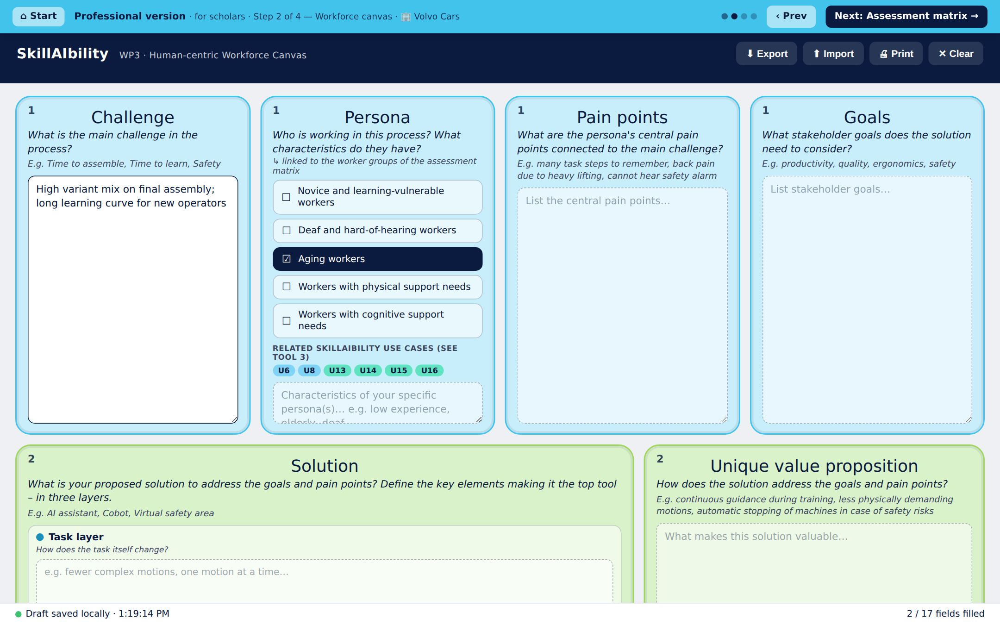 ⌂ Start
Professional version · for scholars · Step 2 of 4 — Workforce canvas · 🏢 Volvo Cars
‹ Prev
Next: Assessment matrix →
SkillAIbility WP3 · Human-centric Workforce Canvas
⬇ Export
⬆ Import
🖨 Print
✕ Clear
1
Challenge
What is the main challenge in the
process?
E.g. Time to assemble, Time to learn, Safety
High variant mix on final assembly;
long learning curve for new operators
1
Persona
Who is working in this process? What
characteristics do they have?
↳ linked to the worker groups of the assessment
matrix
☐ Novice and learning-vulnerable
workers
☐ Deaf and hard-of-hearing workers
☑ Aging workers
☐ Workers with physical support needs
☐ Workers with cognitive support
needs
RELATED SKILLAIBILITY USE CASES (SEE
TOOL 3)
U6 U8 U13 U14 U15 U16
Characteristics of your specific
persona(s)... e.g. low experience,
elderly, deaf
1
Pain points
What are the persona's central pain
points connected to the main challenge?
E.g. many task steps to remember, back pain
due to heavy lifting, cannot hear safety alarm
List the central pain points...
1
Goals
What stakeholder goals does the solution
need to consider?
E.g. productivity, quality, ergonomics, safety
List stakeholder goals...
2
Solution
What is your proposed solution to address the goals and pain points? Define the key elements making it the top tool
– in three layers.
E.g. AI assistant, Cobot, Virtual safety area
Task layer
How does the task itself change?
e.g. fewer complex motions, one motion at a time...
2
Unique value proposition
How does the solution address the goals and pain points?
E.g. continuous guidance during training, less physically demanding
motions, automatic stopping of machines in case of safety risks
What makes this solution valuable...
Draft saved locally · 1:19:14 PM
2 / 17 fields filled